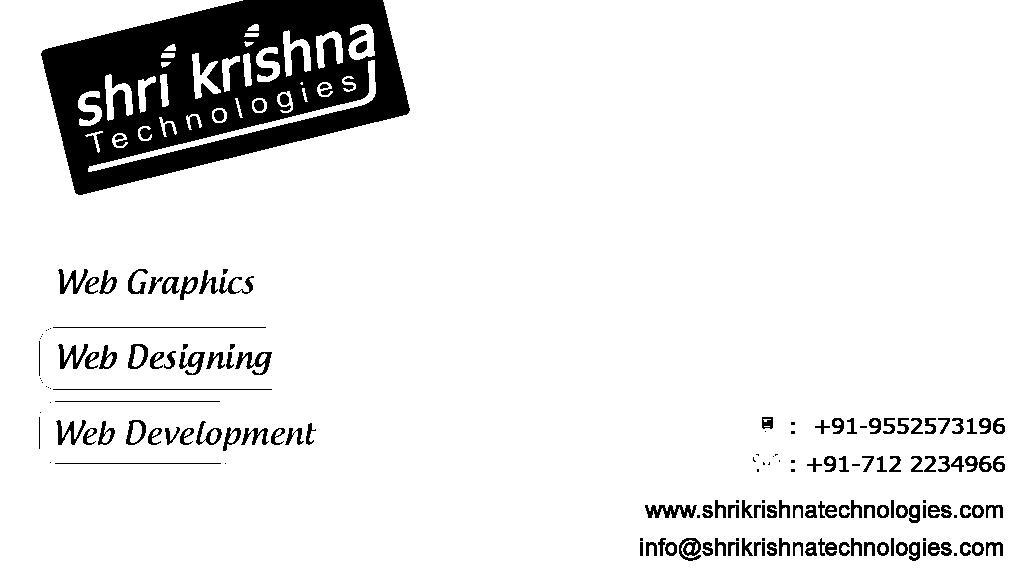 shri krishna
Technologies
Web Graphics
Web Designing
Web Development
: +91-9552573196
: +91-712 2234966
www.shrikrishnatechnologies.com
info@shrikrishnatechnologies.com